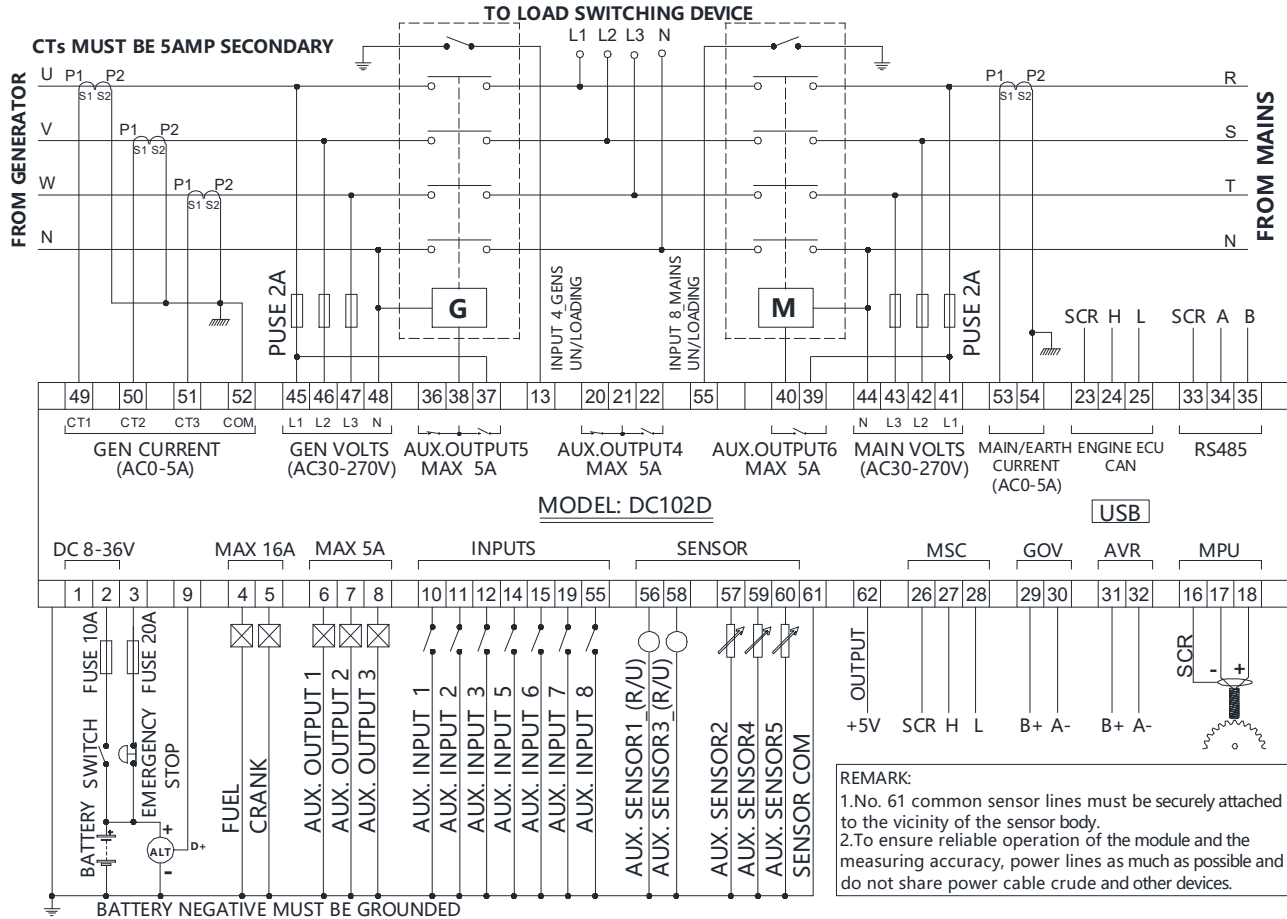 TO LOAD SWITCHING DEVICE
CTs MUST BE 5AMP SECONDARY
L1 L2 L3 N
FROM GENERATOR
U P1 P2
S1 S2
V P1 P2
S1 S2
W P1 P2
S1 S2
N
P1 P2
S1 S2
R
S
T
N
FROM MAINS
PUSE 2A
G
INPUT 4_GENS
UN/LOADING
INPUT 8_MAINS
UN/LOADING
M
PUSE 2A
SCR H L
SCR A B
49 50 51 52 45 46 47 48 36 38 37 13 20 21 22 55 40 39 44 43 42 41 53 54 23 24 25 33 34 35
CT1 CT2 CT3 COM L1 L2 L3 N N L3 L2 L1
GEN CURRENT
(AC0-5A)
GEN VOLTS
(AC30-270V)
AUX.OUTPUT5
MAX 5A
AUX.OUTPUT4
MAX 5A
AUX.OUTPUT6
MAX 5A
MAIN VOLTS
(AC30-270V)
MAIN/EARTH
CURRENT
(AC0-5A)
ENGINE ECU
CAN
RS485
MODEL: DC102D
USB
DC 8-36V MAX 16A MAX 5A INPUTS SENSOR MSC GOV AVR MPU
1 2 3 9 4 5 6 7 8 10 11 12 14 15 19 55 56 58 57 59 60 61 62 26 27 28 29 30 31 32 16 17 18
FUSE 10A
FUSE 20A
BATTERY
SWITCH
EMERGENCY
STOP
+
ALT
-
D+
+
-
FUEL
CRANK
AUX. OUTPUT 1
AUX. OUTPUT 2
AUX. OUTPUT 3
AUX. INPUT 1
AUX. INPUT 2
AUX. INPUT 3
AUX. INPUT 5
AUX. INPUT 6
AUX. INPUT 7
AUX. INPUT 8
AUX. SENSOR1_(R/U)
AUX. SENSOR3_(R/U)
AUX. SENSOR2
AUX. SENSOR4
AUX. SENSOR5
SENSOR COM
OUTPUT
+5V
SCR H L
B+ A-
B+ A-
SCR
- +
REMARK:
1.No. 61 common sensor lines must be securely attached
to the vicinity of the sensor body.
2.To ensure reliable operation of the module and the
measuring accuracy, power lines as much as possible and
do not share power cable crude and other devices.
BATTERY NEGATIVE MUST BE GROUNDED